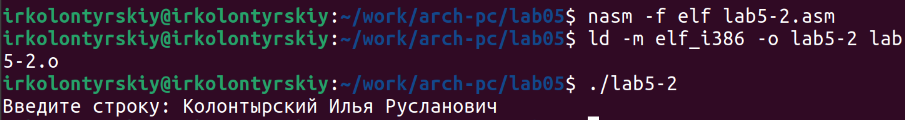 irkolontyrskiy@irkolontyrskiy:~/work/arch-pc/lab05$ nasm -f elf lab5-2.asm
irkolontyrskiy@irkolontyrskiy:~/work/arch-pc/lab05$ ld -m elf_i386 -o lab5-2 lab
5-2.o
irkolontyrskiy@irkolontyrskiy:~/work/arch-pc/lab05$ ./lab5-2
Введите строку: Колонтырский Илья Русланович